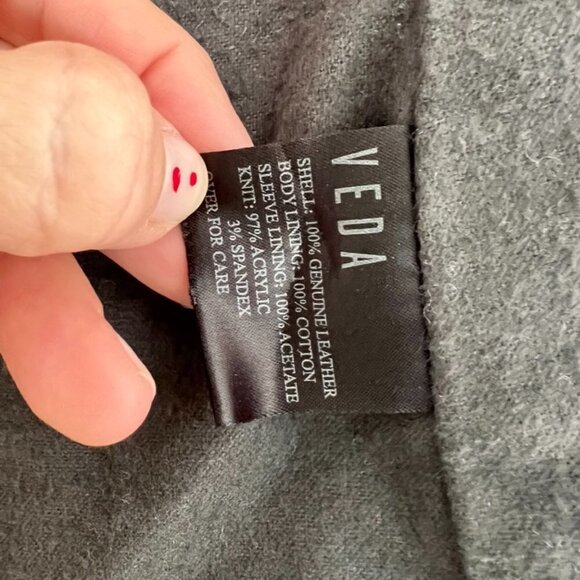 VEDA
SHELL: 100% GENUINE LEATHER
BODY LINING: 100% COTTON
SLEEVE LINING: 100% ACETATE
KNIT: 97% ACRYLIC
3% SPANDEX
OVER FOR CARE